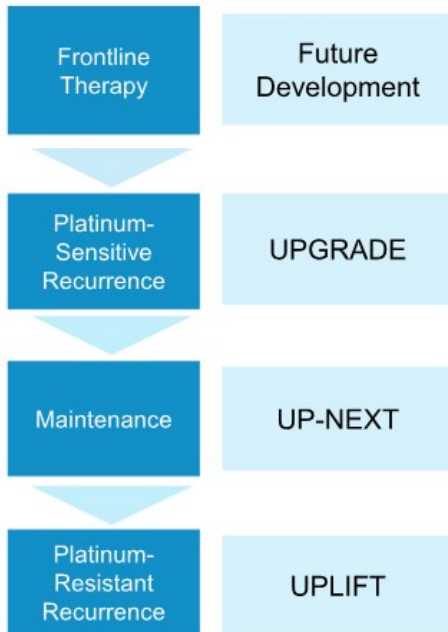 Frontline
Therapy
Future
Development
Platinum-
Sensitive
Recurrence
UPGRADE
Maintenance
UP-NEXT
Platinum-
Resistant
Recurrence
UPLIFT